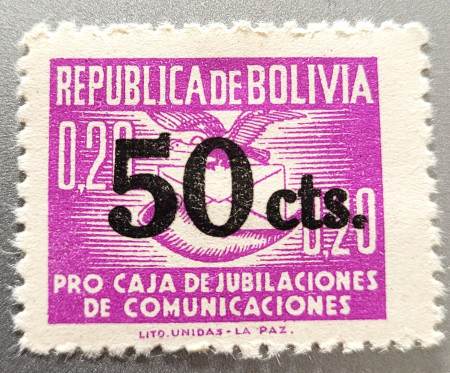 REPUBLICA DE BOLIVIA
0,20
50 cts.
0,20
PRO CAJA DE JUBILACIONES
DE COMUNICACIONES
LITO. UNIDAS - LA PAZ.